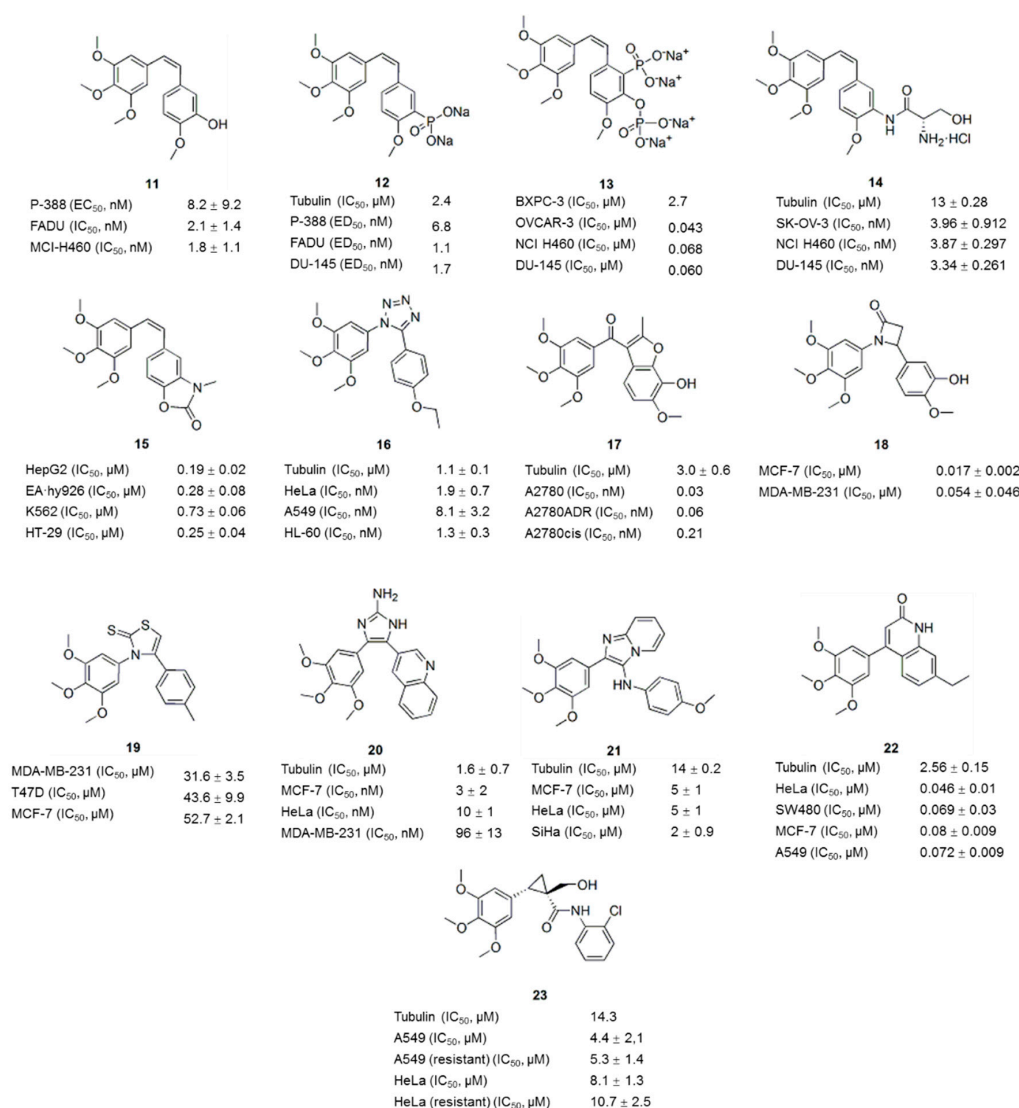 11
P-388 (EC50, nM) 8.2 ± 9.2
FADU (IC50, nM) 2.1 ± 1.4
MCI-H460 (IC50, nM) 1.8 ± 1.1
12
Tubulin (IC50, µM) 2.4
P-388 (ED50, nM) 6.8
FADU (ED50, nM) 1.1
DU-145 (ED50, nM) 1.7
13
BXPC-3 (IC50, µM) 2.7
OVCAR-3 (IC50, µM) 0.043
NCI H460 (IC50, µM) 0.068
DU-145 (IC50, µM) 0.060
14
Tubulin (IC50, µM) 13 ± 0.28
SK-OV-3 (IC50, nM) 3.96 ± 0.912
NCI H460 (IC50, nM) 3.87 ± 0.297
DU-145 (IC50, nM) 3.34 ± 0.261
15
HepG2 (IC50, µM) 0.19 ± 0.02
EA·hy926 (IC50, µM) 0.28 ± 0.08
K562 (IC50, µM) 0.73 ± 0.06
HT-29 (IC50, µM) 0.25 ± 0.04
16
Tubulin (IC50, µM) 1.1 ± 0.1
HeLa (IC50, nM) 1.9 ± 0.7
A549 (IC50, nM) 8.1 ± 3.2
HL-60 (IC50, nM) 1.3 ± 0.3
17
Tubulin (IC50, µM) 3.0 ± 0.6
A2780 (IC50, nM) 0.03
A2780ADR (IC50, nM) 0.06
A2780cis (IC50, nM) 0.21
18
MCF-7 (IC50, µM) 0.017 ± 0.002
MDA-MB-231 (IC50, µM) 0.054 ± 0.046
19
MDA-MB-231 (IC50, µM) 31.6 ± 3.5
T47D (IC50, µM) 43.6 ± 9.9
MCF-7 (IC50, µM) 52.7 ± 2.1
20
Tubulin (IC50, µM) 1.6 ± 0.7
MCF-7 (IC50, nM) 3 ± 2
HeLa (IC50, nM) 10 ± 1
MDA-MB-231 (IC50, nM) 96 ± 13
21
Tubulin (IC50, µM) 14 ± 0.2
MCF-7 (IC50, µM) 5 ± 1
HeLa (IC50, µM) 5 ± 1
SiHa (IC50, µM) 2 ± 0.9
22
Tubulin (IC50, µM) 2.56 ± 0.15
HeLa (IC50, µM) 0.046 ± 0.01
SW480 (IC50, µM) 0.069 ± 0.03
MCF-7 (IC50, µM) 0.08 ± 0.009
A549 (IC50, µM) 0.072 ± 0.009
23
Tubulin (IC50, µM) 14.3
A549 (IC50, µM) 4.4 ± 2,1
A549 (resistant) (IC50, µM) 5.3 ± 1.4
HeLa (IC50, µM) 8.1 ± 1.3
HeLa (resistant) (IC50, µM) 10.7 ± 2.5